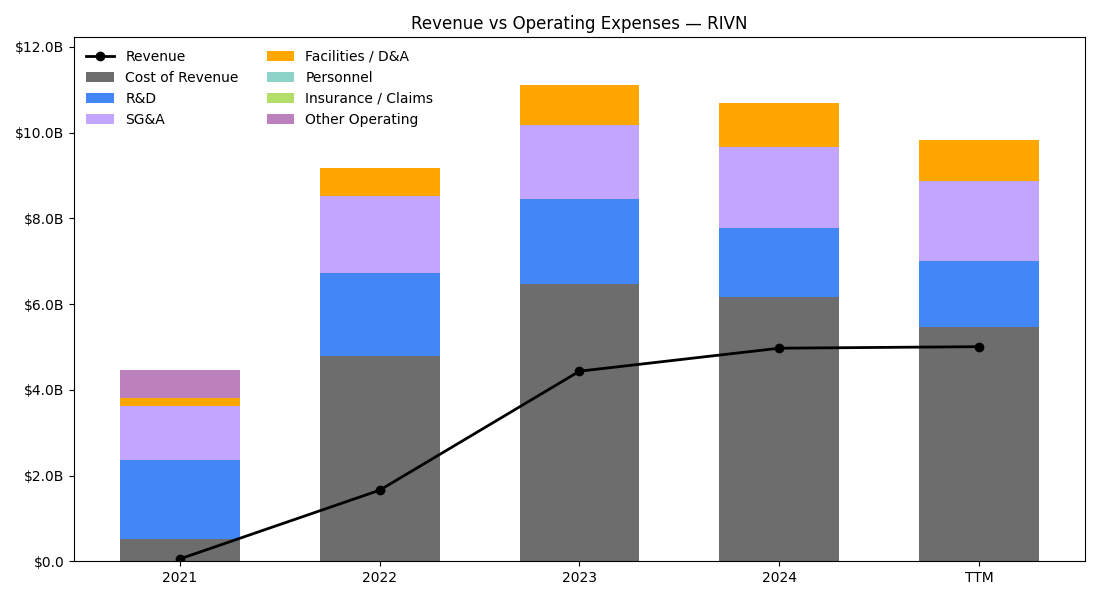 Revenue vs Operating Expenses — RIVN
$12.0B
$10.0B
$8.0B
$6.0B
$4.0B
$2.0B
$0.0
Revenue
Cost of Revenue
R&D
SG&A
Facilities / D&A
Personnel
Insurance / Claims
Other Operating
2021
2022
2023
2024
TTM